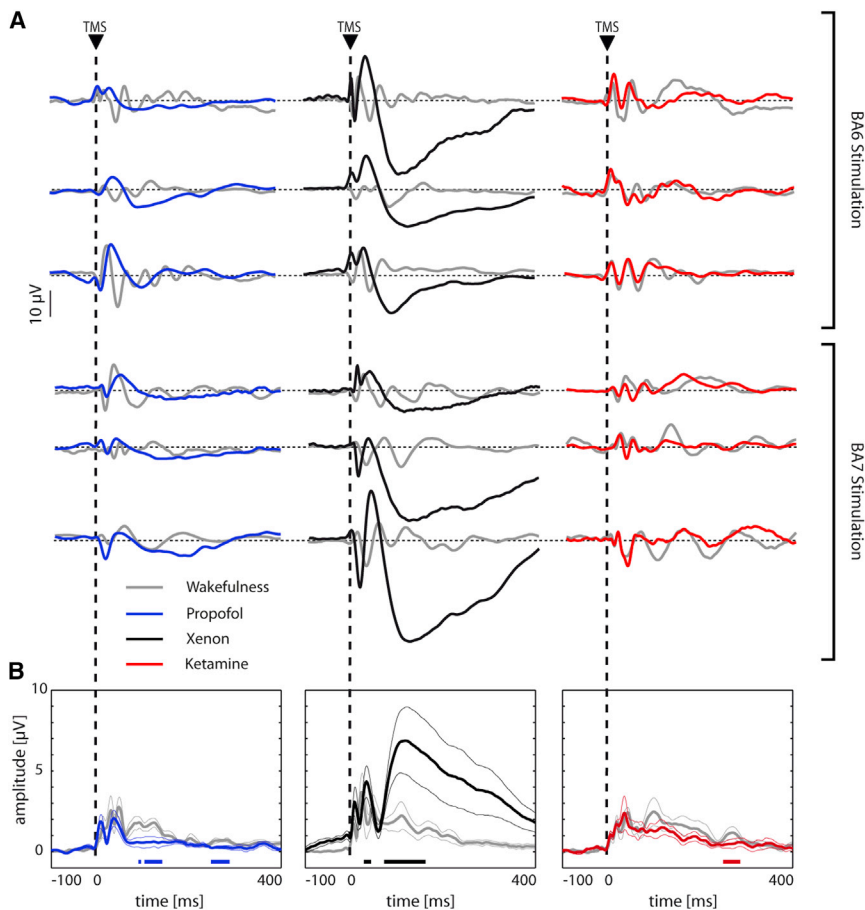 A
TMS
TMS
TMS
BA6 Stimulation
10 µV
BA7 Stimulation
Wakefulness
Propofol
Xenon
Ketamine
B
amplitude [µV]
10
5
0
-100 0 400
-100 0 400
-100 0 400
time [ms]
time [ms]
time [ms]